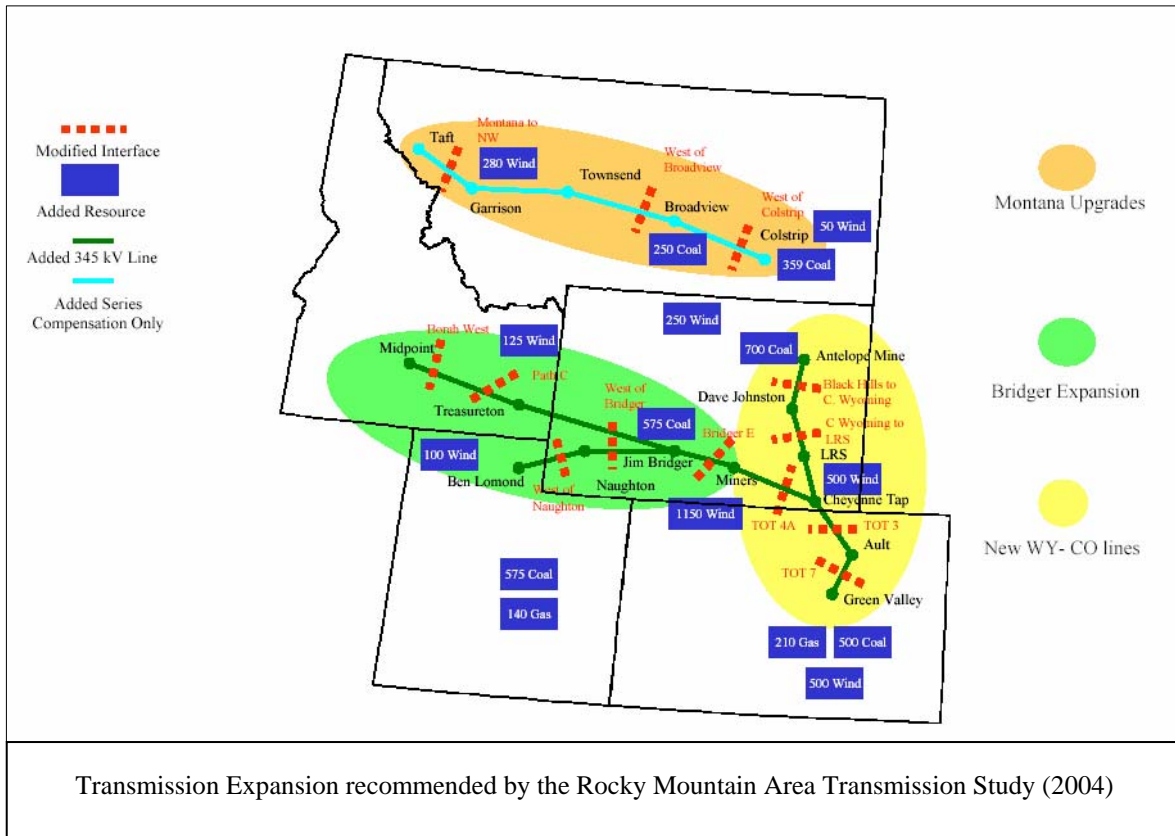 Modified Interface
Added Resource
Added 345 kV Line
Added Series
Compensation Only
Montana to
NW
Taft
280 Wind
Garrison
Townsend
West of
Broadview
Broadview
250 Coal
West of
Colstrip
Colstrip
50 Wind
359 Coal
Montana Upgrades
250 Wind
Borah West
125 Wind
Midpoint
Path C
Treasureton
West of
Bridger
575 Coal
Bridger E
Jim Bridger
Miners
100 Wind
Ben Lomond
West of
Naughton
Naughton
1150 Wind
Bridger Expansion
700 Coal
Antelope Mine
Black Hills to
C. Wyoming
Dave Johnston
C Wyoming to
LRS
LRS
500 Wind
Cheyenne Tap
TOT 4A
TOT 3
Ault
TOT 7
Green Valley
New WY- CO lines
575 Coal
140 Gas
210 Gas
500 Coal
500 Wind
Transmission Expansion recommended by the Rocky Mountain Area Transmission Study (2004)